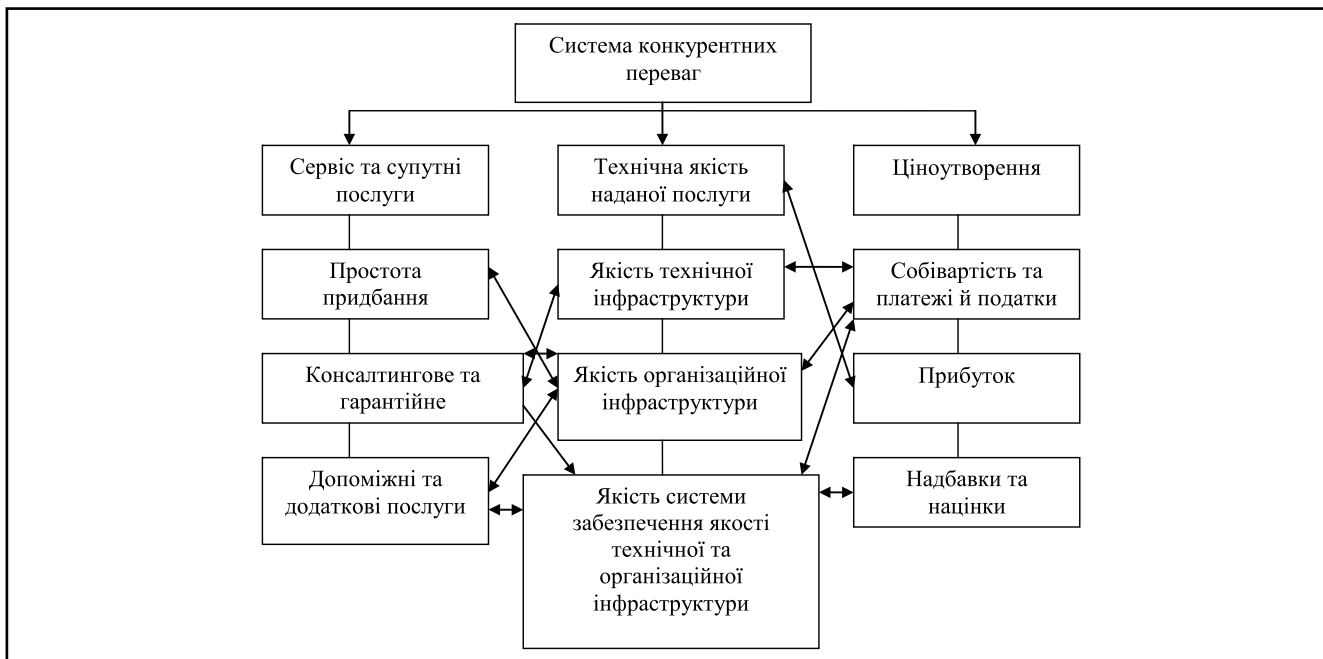 Система конкурентних
переваг
Сервіс та супутні
послуги
Технічна якість
наданої послуги
Ціноутворення
Простота
придбання
Якість технічної
інфраструктури
Собівартість та
платежі й податки
Консалтингове та
гарантійне
Якість організаційної
інфраструктури
Прибуток
Допоміжні та
додаткові послуги
Якість системи
забезпечення якості
технічної та
організаційної
інфраструктури
Надбавки та
націнки